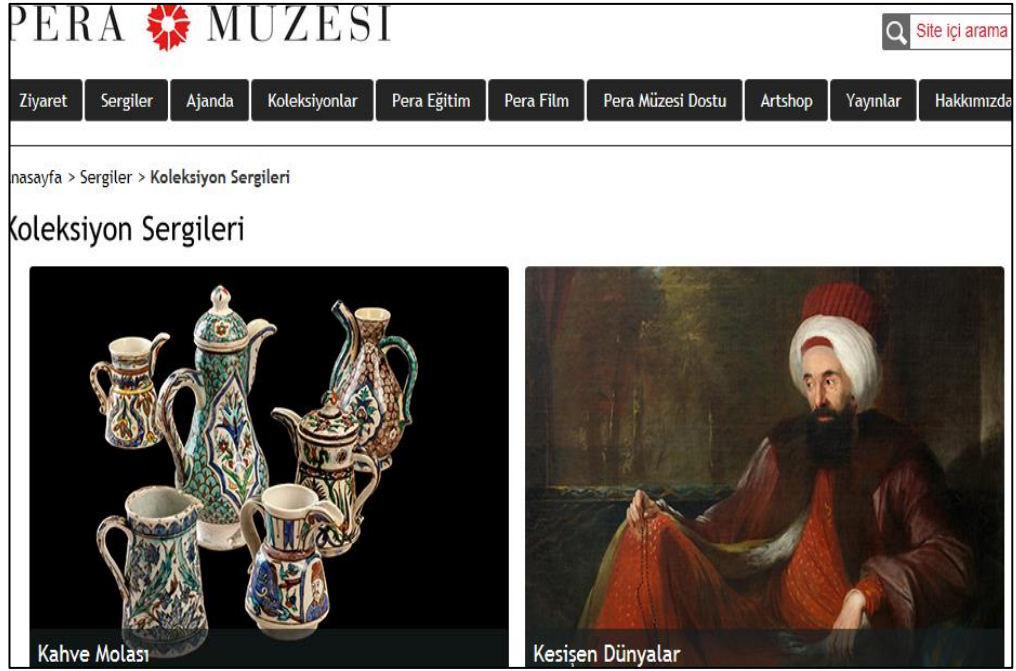 PERA MÜZESİ
Site içi arama
Ziyaret Sergiler Ajanda Koleksiyonlar Pera Eğitim Pera Film Pera Müzesi Dostu Artshop Yayınlar Hakkımızda
nasayfa > Sergiler > Koleksiyon Sergileri
Koleksiyon Sergileri
Kahve Molası
Kesişen Dünyalar